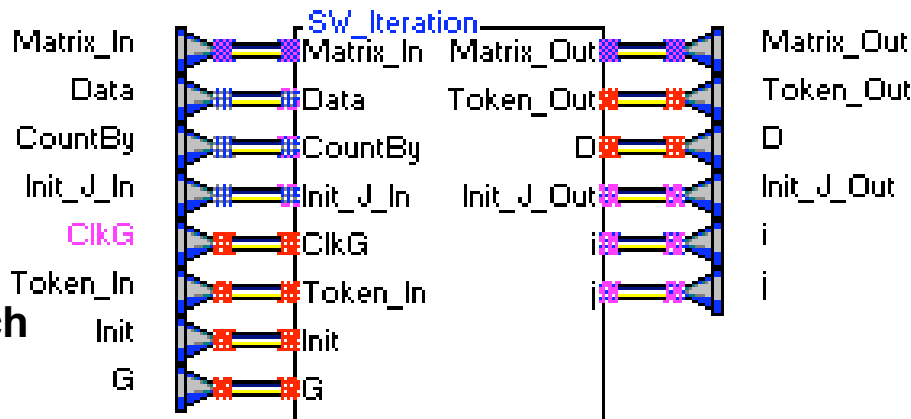 SW_Iteration
Matrix_In Matrix_In Matrix_Out Matrix_Out
Data Data Token_Out Token_Out
CountBy CountBy D D
Init_J_In Init_J_In Init_J_Out Init_J_Out
ClkG ClkG i i
Token_In Token_In j j
ch
Init Init
G G